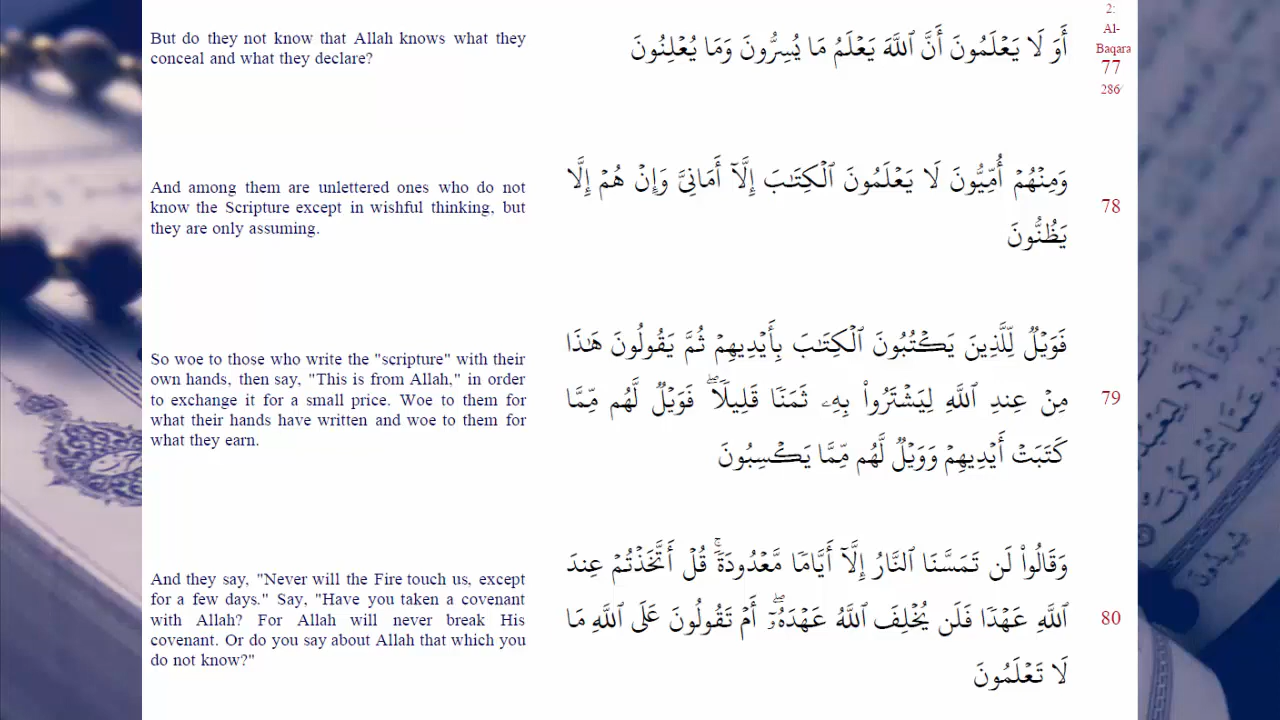 But do they not know that Allah knows what they
conceal and what they declare?
أَوَ لَا يَعۡلَمُونَ أَنَّ ٱللَّهَ يَعۡلَمُ مَا يُسِرُّونَ وَمَا يُعۡلِنُونَ
2:
Al-
Baqara
77
286/
And among them are unlettered ones who do not
know the Scripture except in wishful thinking, but
they are only assuming.
وَمِنۡهُمۡ أُمِّيُّونَ لَا يَعۡلَمُونَ ٱلۡكِتَٰبَ إِلَّآ أَمَانِيَّ وَإِنۡ هُمۡ إِلَّا
يَظُنُّونَ
78
So woe to those who write the "scripture" with their
own hands, then say, "This is from Allah," in order
to exchange it for a small price. Woe to them for
what their hands have written and woe to them for
what they earn.
فَوَيۡلٞ لِّلَّذِينَ يَكۡتُبُونَ ٱلۡكِتَٰبَ بِأَيۡدِيهِمۡ ثُمَّ يَقُولُونَ هَٰذَا
مِنۡ عِندِ ٱللَّهِ لِيَشۡتَرُواْ بِهِۦ ثَمَنٗا قَلِيلٗاۖ فَوَيۡلٞ لَّهُم مِّمَّا
كَتَبَتۡ أَيۡدِيهِمۡ وَوَيۡلٞ لَّهُم مِّمَّا يَكۡسِبُونَ
79
And they say, "Never will the Fire touch us, except
for a few days." Say, "Have you taken a covenant
with Allah? For Allah will never break His
covenant. Or do you say about Allah that which you
do not know?"
وَقَالُواْ لَن تَمَسَّنَا ٱلنَّارُ إِلَّآ أَيَّامٗا مَّعۡدُودَةٗۚ قُلۡ أَتَّخَذۡتُمۡ عِندَ
ٱللَّهِ عَهۡدٗا فَلَن يُخۡلِفَ ٱللَّهُ عَهۡدَهُۥٓۖ أَمۡ تَقُولُونَ عَلَى ٱللَّهِ مَا
لَا تَعۡلَمُونَ
80